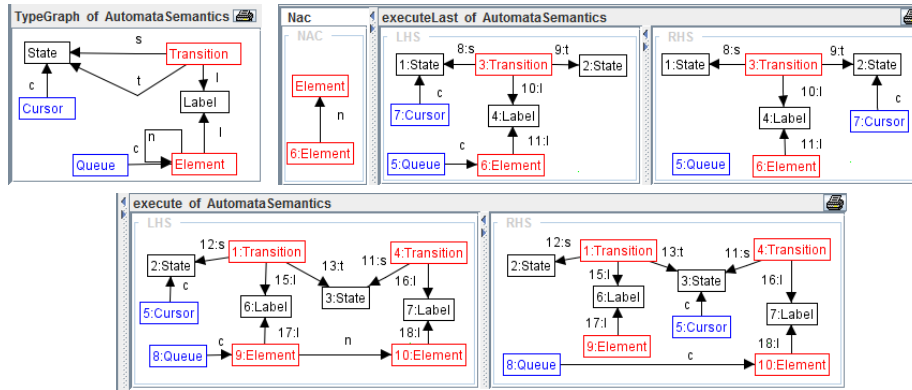 TypeGraph of AutomataSemantics
s
State
Transition
t
l
c
Label
Cursor
n
l
c
Queue
Element
Nac
NAC
Element
n
6:Element
executeLast of AutomataSemantics
LHS
8:s
9:t
1:State
3:Transition
2:State
c
10:l
7:Cursor
4:Label
11:l
5:Queue
c
6:Element
RHS
8:s
9:t
1:State
3:Transition
2:State
10:l
c
4:Label
7:Cursor
11:l
5:Queue
6:Element
execute of AutomataSemantics
LHS
12:s
1:Transition
4:Transition
2:State
13:t
11:s
c
15:l
16:l
6:Label
3:State
5:Cursor
7:Label
17:l
18:l
8:Queue
c
9:Element
n
10:Element
RHS
12:s
1:Transition
4:Transition
2:State
13:t
11:s
15:l
3:State
16:l
6:Label
c
7:Label
17:l
5:Cursor
9:Element
18:l
8:Queue
c
10:Element